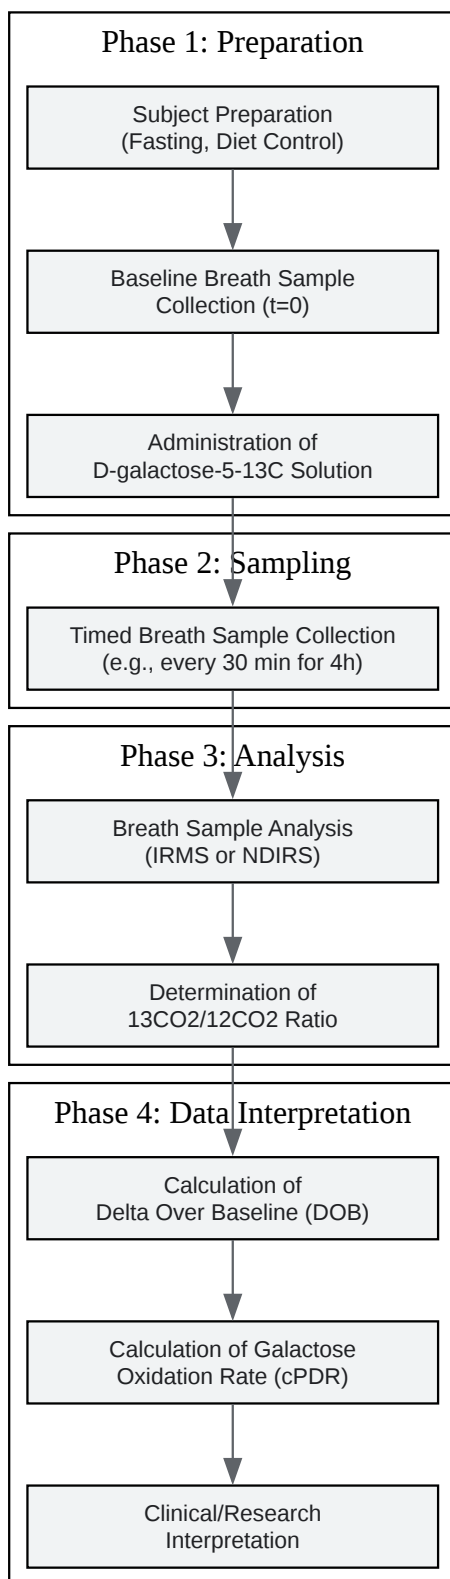 Phase 1: Preparation
Subject Preparation
(Fasting, Diet Control)
Baseline Breath Sample
Collection (t=0)
Administration of
D-galactose-5-13C Solution
Phase 2: Sampling
Timed Breath Sample Collection
(e.g., every 30 min for 4h)
Phase 3: Analysis
Breath Sample Analysis
(IRMS or NDIRS)
Determination of
13CO2/12CO2 Ratio
Phase 4: Data Interpretation
Calculation of
Delta Over Baseline (DOB)
Calculation of Galactose
Oxidation Rate (cPDR)
Clinical/Research
Interpretation